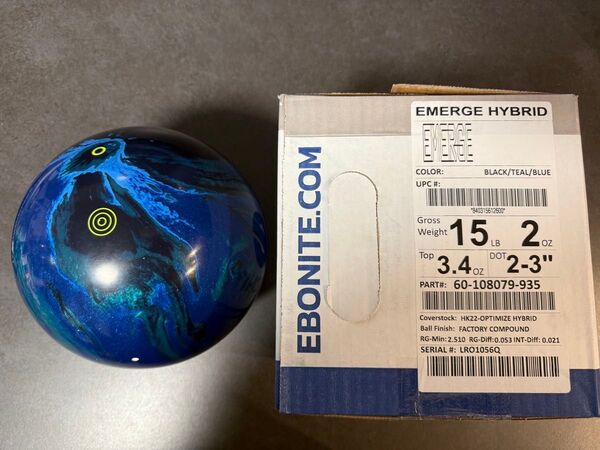 EBONITE.COM
EMERGE HYBRID
EMERGE
COLOR: BLACK/TEAL/BLUE
UPC #:
*840315612600*
Gross Weight 15 LB 2 OZ
Top 3.4 OZ DOT 2-3"
PART#: 60-108079-935
Coverstock: HK22-OPTIMIZE HYBRID
Ball Finish: FACTORY COMPOUND
RG-Min: 2.510 RG-Diff:0.053 INT-Diff: 0.021
SERIAL #: LRO1056Q